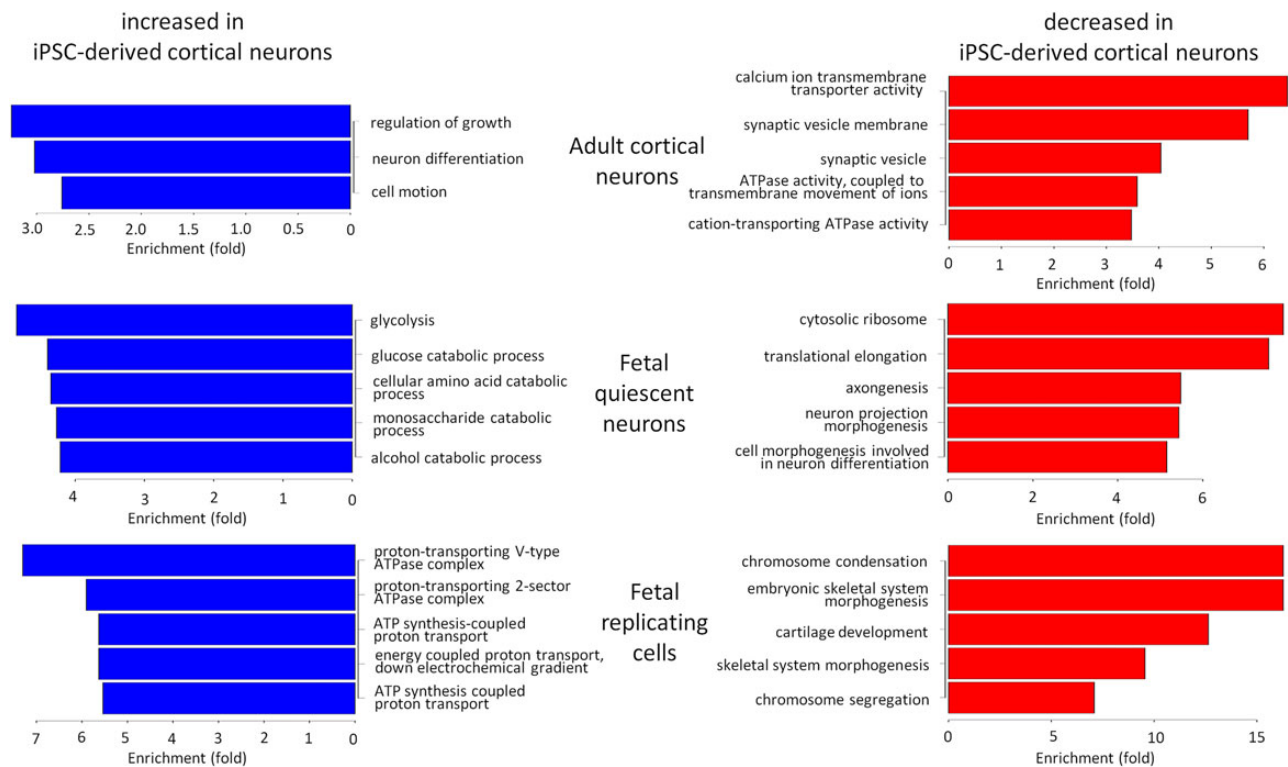 increased in
iPSC-derived cortical neurons
decreased in
iPSC-derived cortical neurons
regulation of growth
neuron differentiation
cell motion
3.0 2.5 2.0 1.5 1.0 0.5 0
Enrichment (fold)
Adult cortical
neurons
calcium ion transmembrane
transporter activity
synaptic vesicle membrane
synaptic vesicle
ATPase activity, coupled to
transmembrane movement of ions
cation-transporting ATPase activity
0 1 2 3 4 5 6
Enrichment (fold)
glycolysis
glucose catabolic process
cellular amino acid catabolic
process
monosaccharide catabolic
process
alcohol catabolic process
4 3 2 1 0
Enrichment (fold)
Fetal
quiescent
neurons
cytosolic ribosome
translational elongation
axongenesis
neuron projection
morphogenesis
cell morphogenesis involved
in neuron differentiation
0 2 4 6
Enrichment (fold)
proton-transporting V-type
ATPase complex
proton-transporting 2-sector
ATPase complex
ATP synthesis-coupled
proton transport
energy coupled proton transport,
down electrochemical gradient
ATP synthesis coupled
proton transport
7 6 5 4 3 2 1 0
Enrichment (fold)
Fetal
replicating
cells
chromosome condensation
embryonic skeletal system
morphogenesis
cartilage development
skeletal system morphogenesis
chromosome segregation
0 5 10 15
Enrichment (fold)